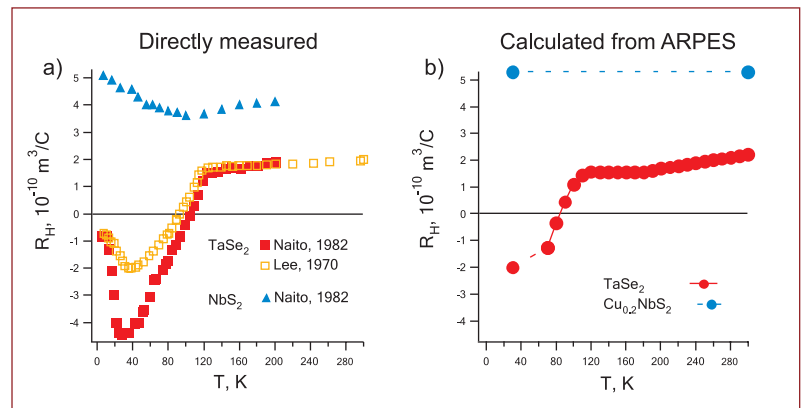 Directly measured
Calculated from ARPES
a)
R_H, 10^-10 m^3/C
5
4
3
2
1
0
-1
-2
-3
-4
TaSe₂ Naito, 1982
Lee, 1970
NbS₂ Naito, 1982
0 40 80 120 160 200 240 280
T, K
b)
R_H, 10^-10 m^3/C
5
4
3
2
1
0
-1
-2
-3
-4
TaSe₂
Cu₀.₂NbS₂
0 40 80 120 160 200 240 280
T, K